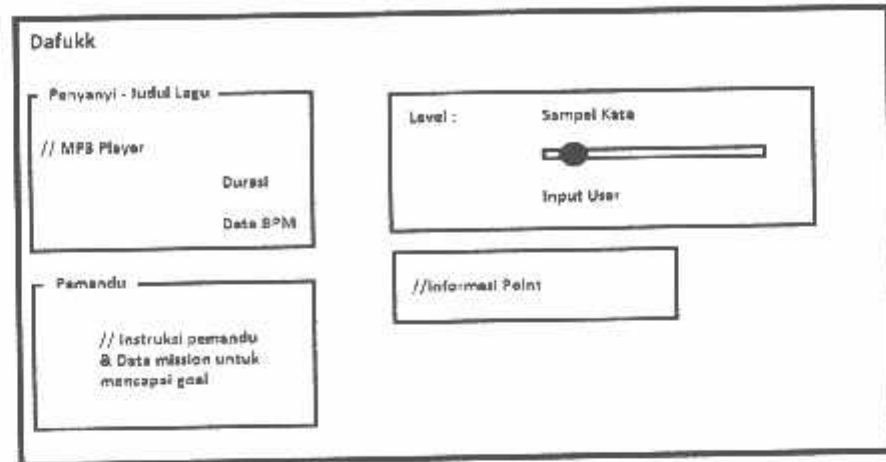 Dafukk
Penyanyi - Judul Lagu
// MP3 Player
Durasi
Data BPM
Level :
Sampel Kata
Input User
Pemandu
// Instruksi pemandu
& Data mission untuk
mencapai goal
//Informasi Point